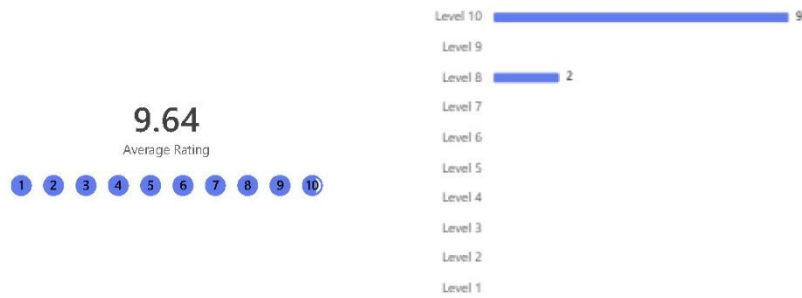 9.64
Average Rating
1 2 3 4 5 6 7 8 9 10
Level 10 9
Level 9
Level 8 2
Level 7
Level 6
Level 5
Level 4
Level 3
Level 2
Level 1